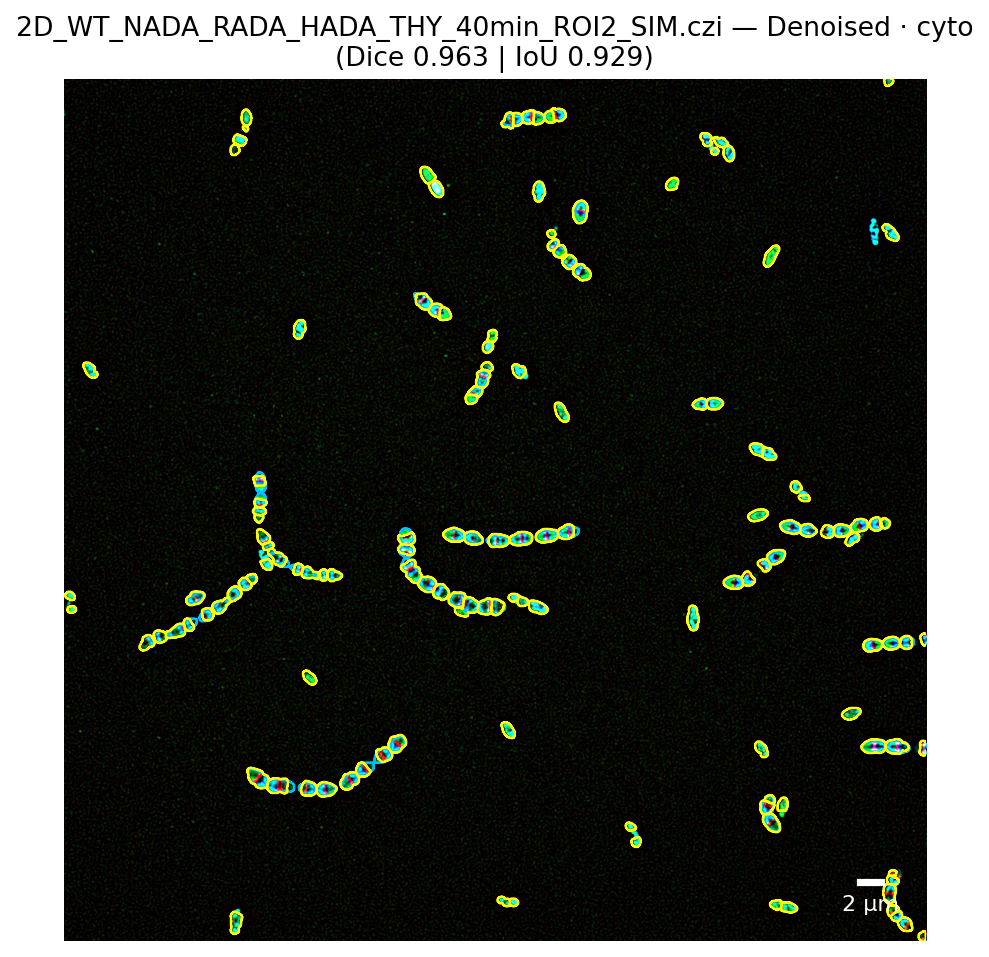 2D_WT_NADA_RADA_HADA_THY_40min_ROI2_SIM.czi — Denoised · cyto
(Dice 0.963 | IoU 0.929)
2 μm